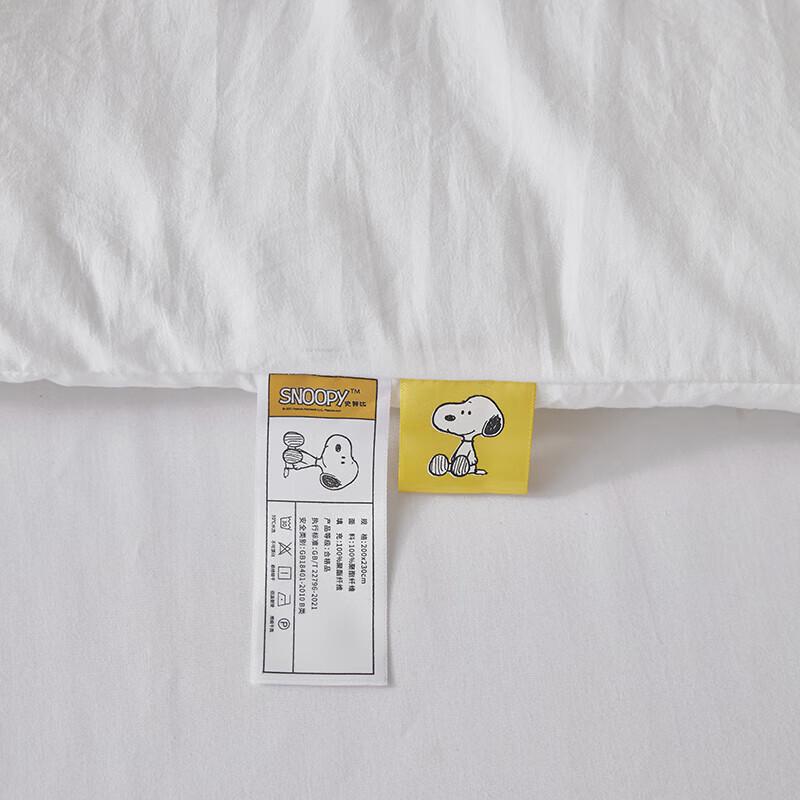 SNOOPY™
史努比
规 格:200x230cm
面 料:100%聚酯纤维
填 充:100%聚酯纤维
产品等级:合格品
执行标准:GB/T 22796-2021
安全类别:GB18401-2010 B类
30
P